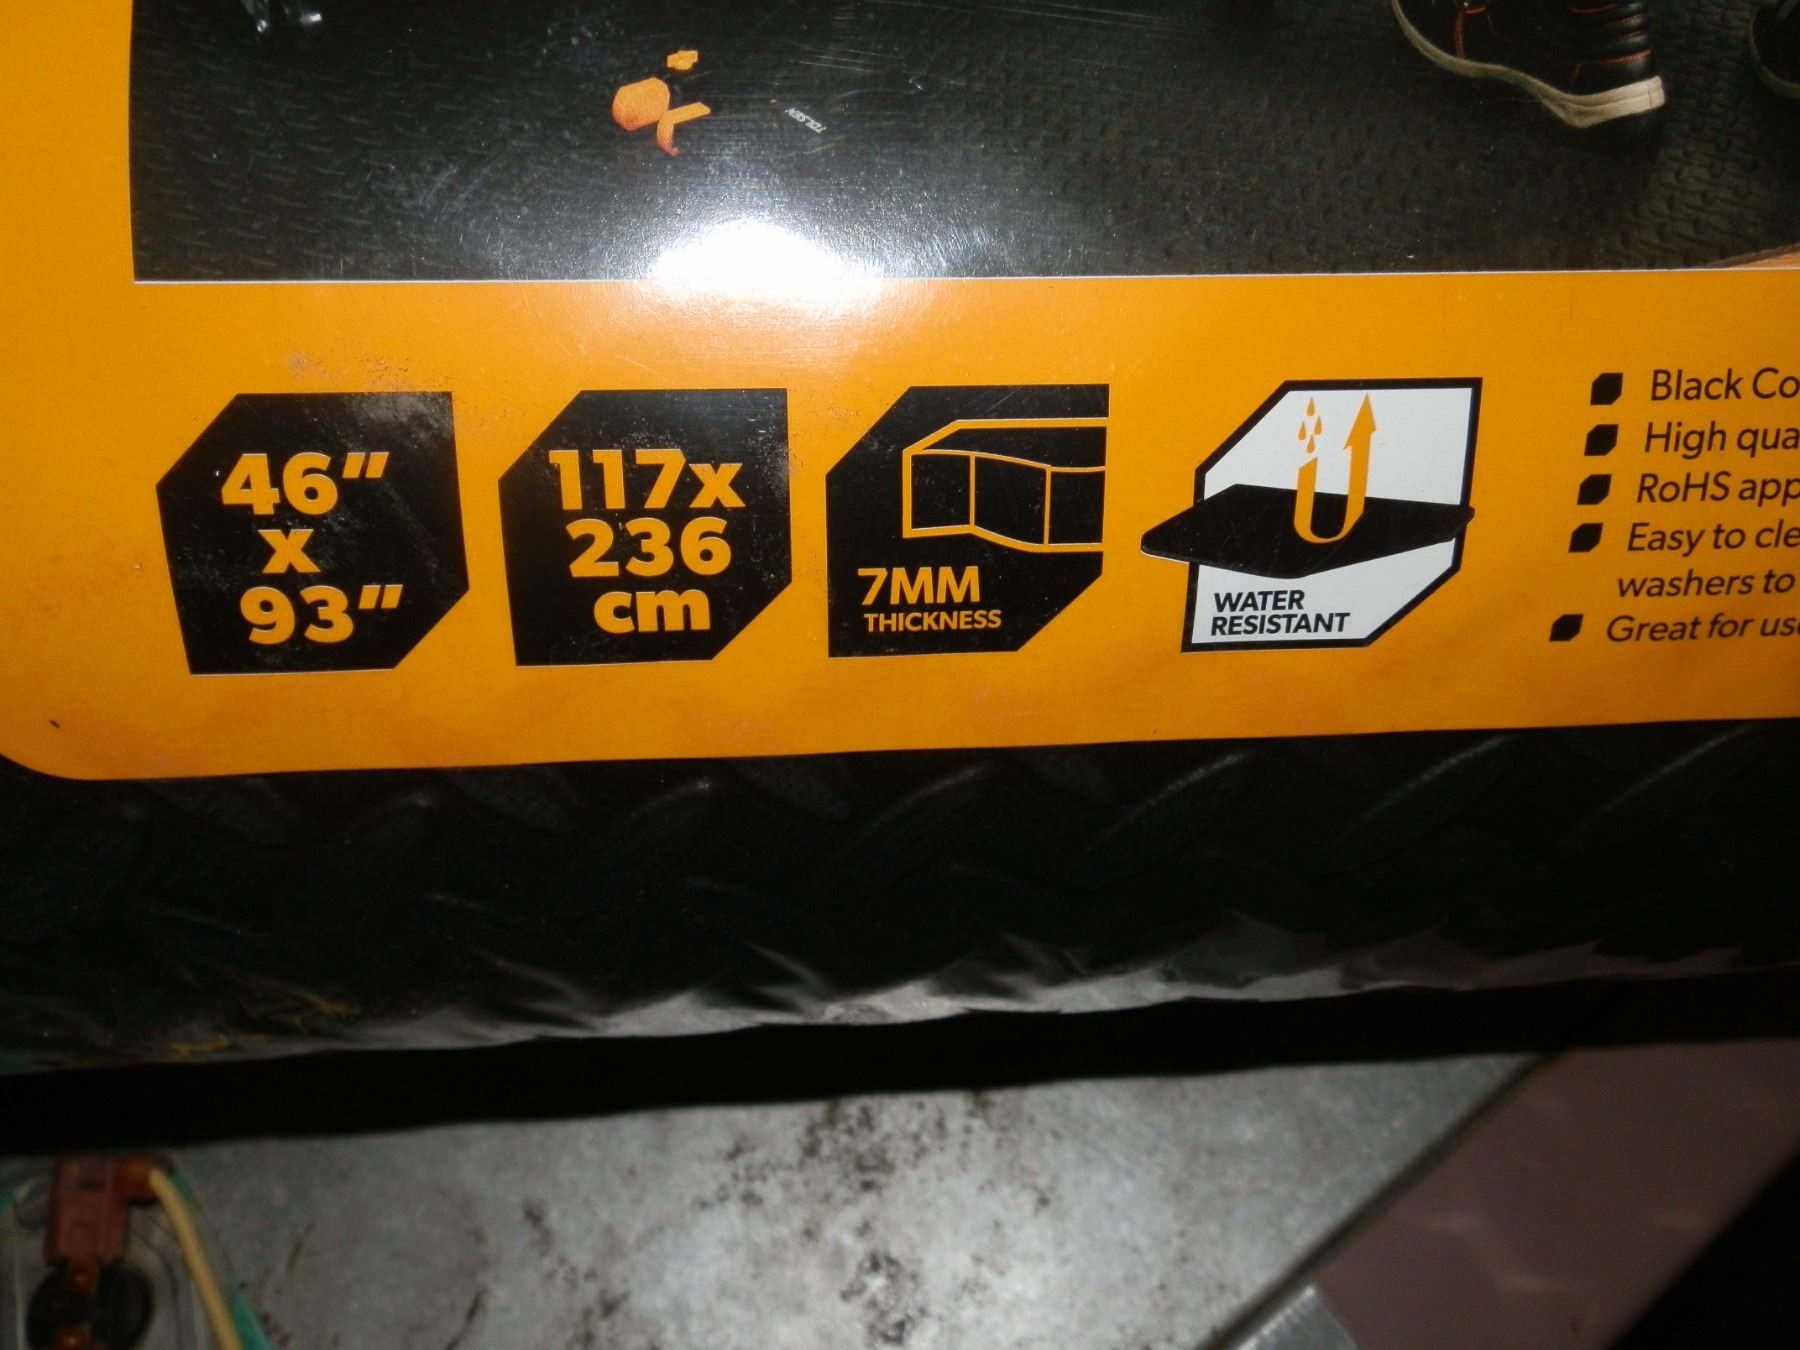 TOLSEN
46"
x
93"
117x
236
cm
7MM
THICKNESS
WATER
RESISTANT
Black Co
High qua
RoHS app
Easy to cle
washers to
Great for us